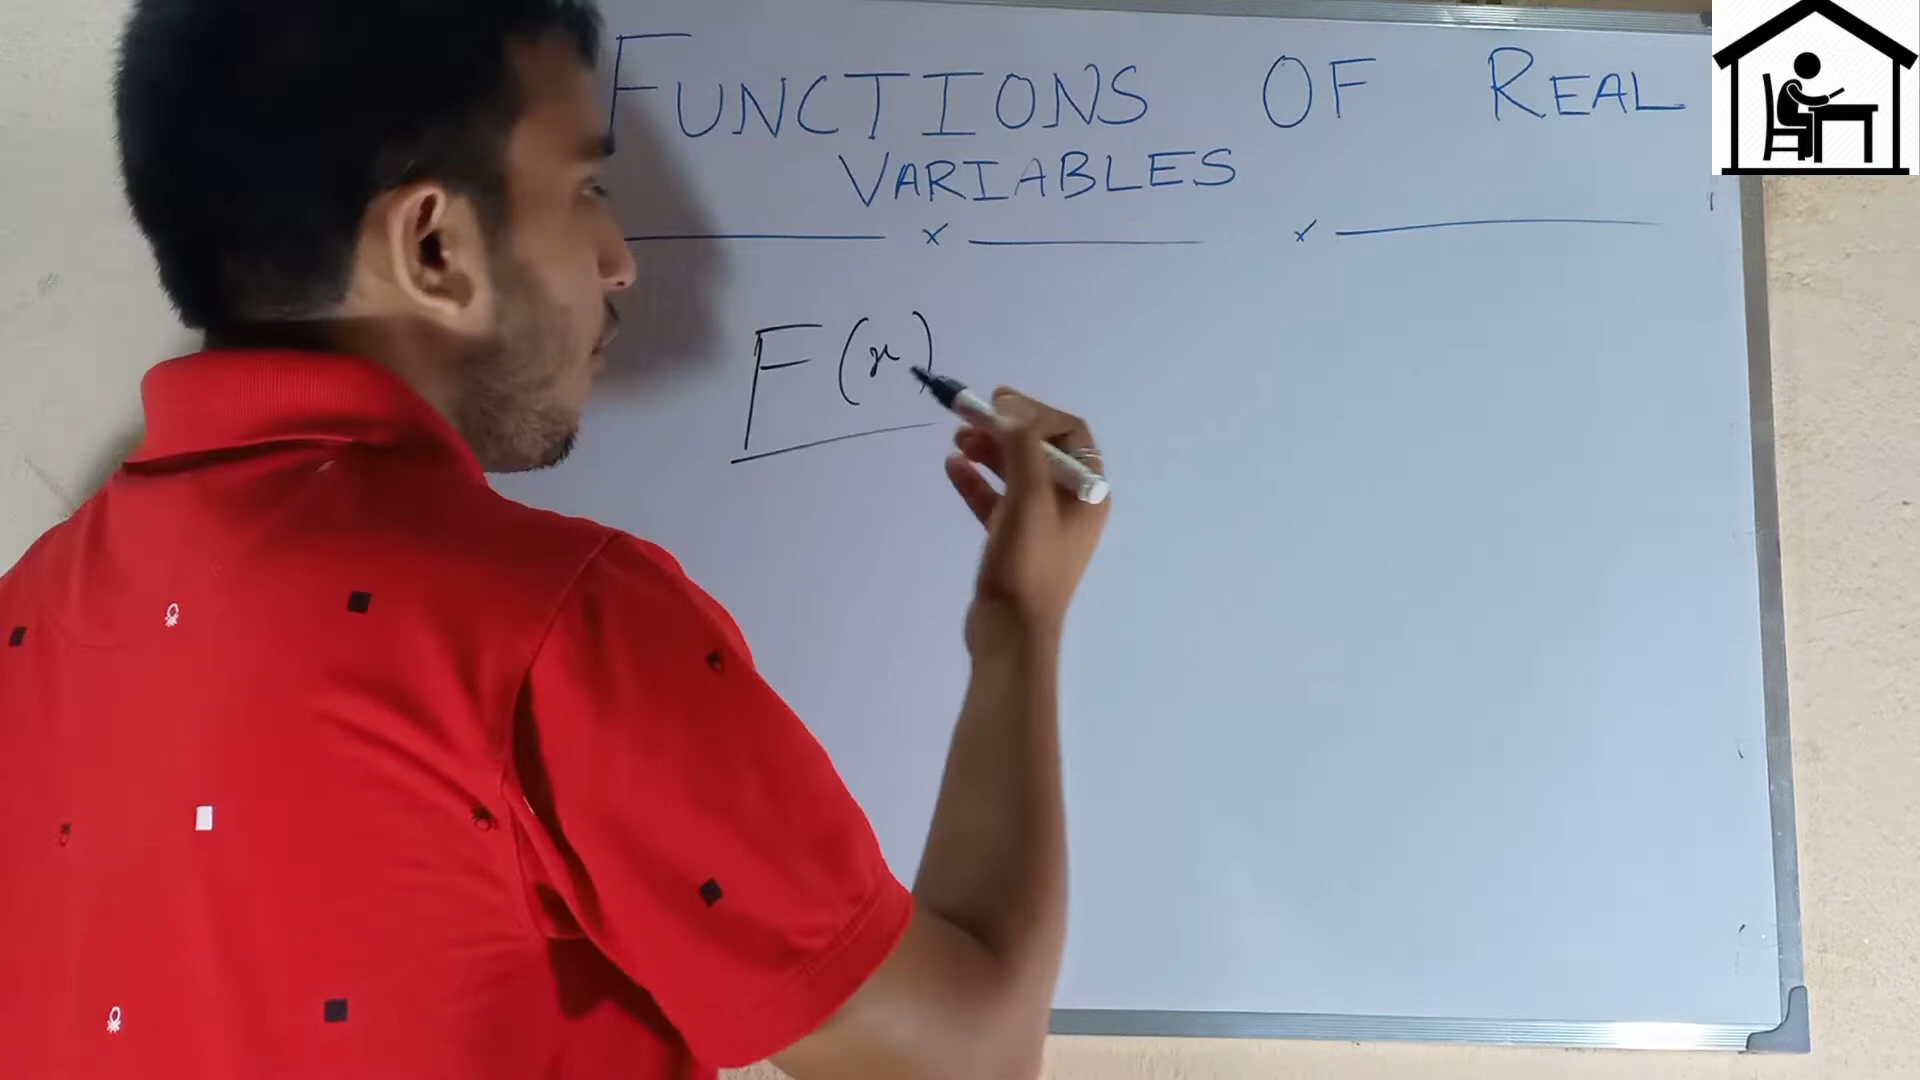 FUNCTIONS OF REAL
VARIABLES
F(x)